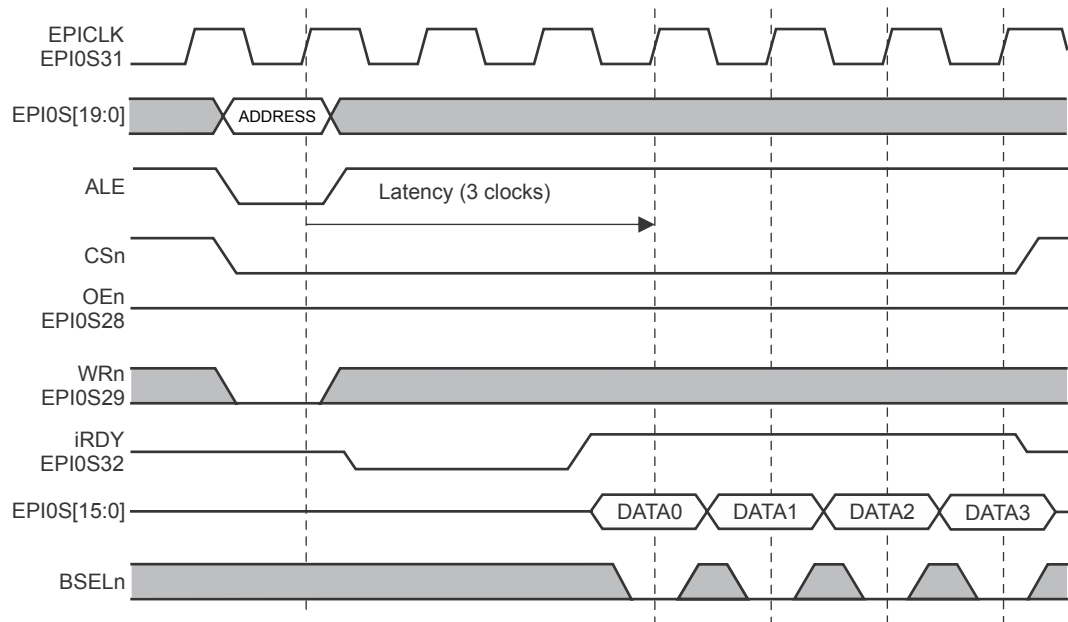 EPICLK
EPI0S31
EPI0S[19:0]
ADDRESS
ALE
Latency (3 clocks)
CSn
OEn
EPI0S28
WRn
EPI0S29
iRDY
EPI0S32
EPI0S[15:0]
DATA0
DATA1
DATA2
DATA3
BSELn